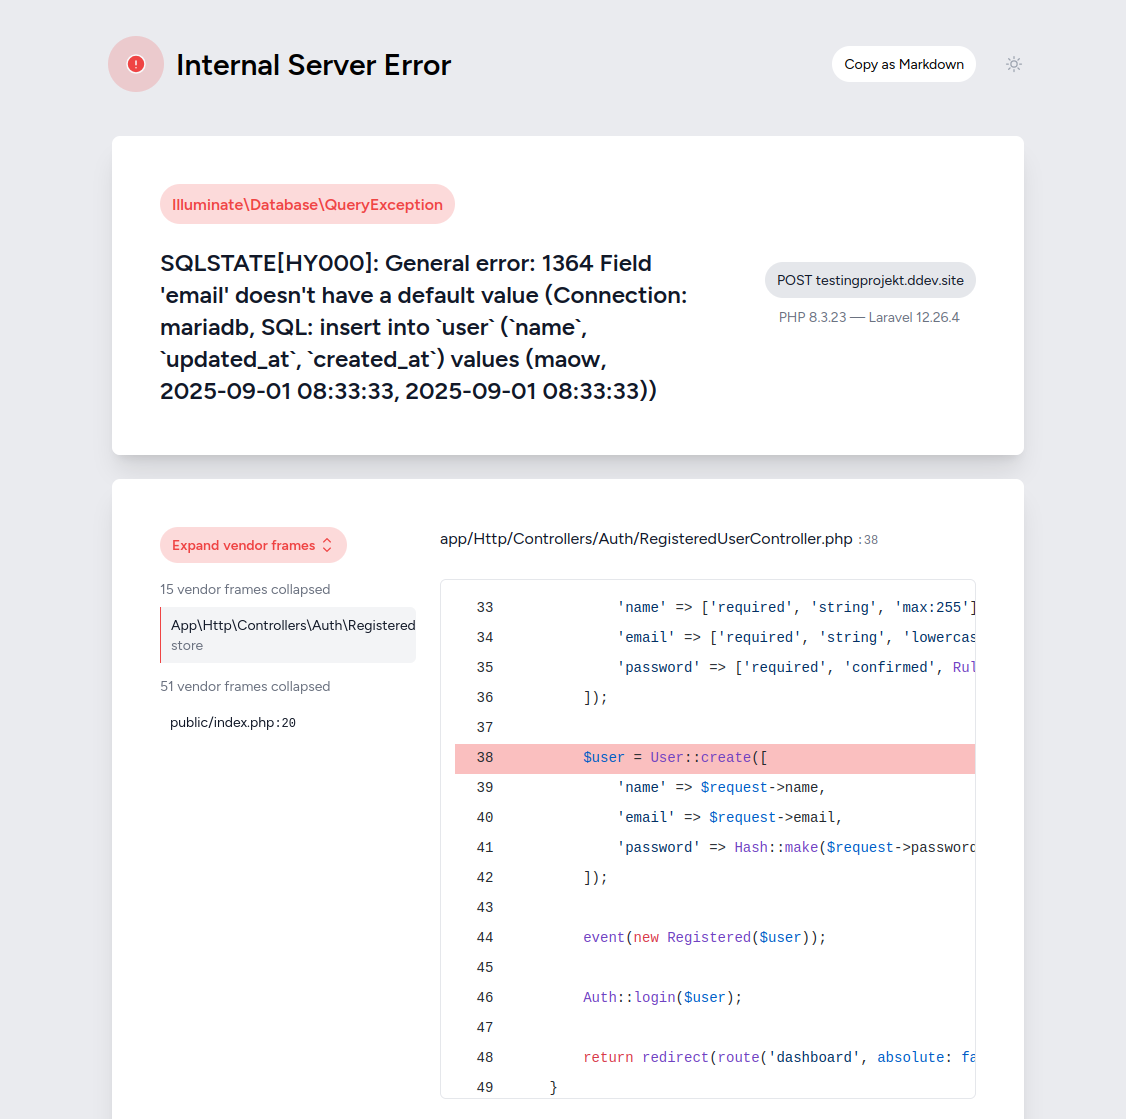 Internal Server Error
Copy as Markdown
Illuminate\Database\QueryException
SQLSTATE[HY000]: General error: 1364 Field
'email' doesn't have a default value (Connection:
mariadb, SQL: insert into `user` (`name`,
`updated_at`, `created_at`) values (maow,
2025-09-01 08:33:33, 2025-09-01 08:33:33))
POST testingprojekt.ddev.site
PHP 8.3.23 — Laravel 12.26.4
Expand vendor frames
15 vendor frames collapsed
App\Http\Controllers\Auth\Registered
store
51 vendor frames collapsed
public/index.php:20
app/Http/Controllers/Auth/RegisteredUserController.php :38
33 'name' => ['required', 'string', 'max:255']
34 'email' => ['required', 'string', 'lowercas
35 'password' => ['required', 'confirmed', Rul
36 ]);
37
38 $user = User::create([
39 'name' => $request->name,
40 'email' => $request->email,
41 'password' => Hash::make($request->password
42 ]);
43
44 event(new Registered($user));
45
46 Auth::login($user);
47
48 return redirect(route('dashboard', absolute: fa
49 }